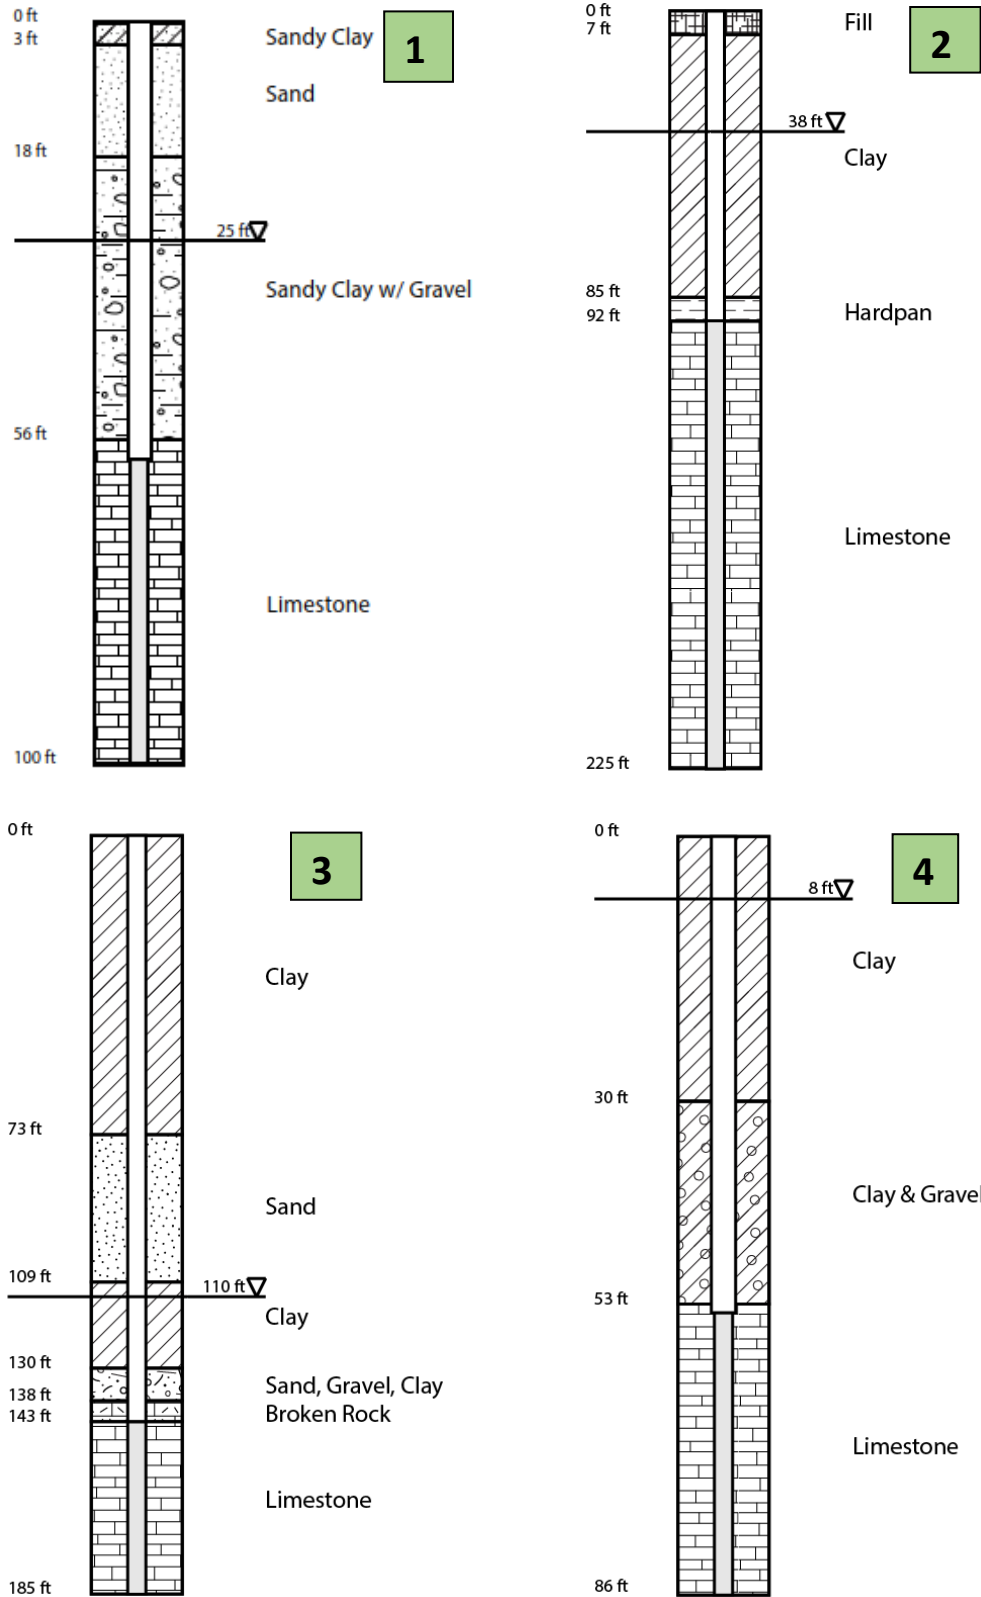 0 ft
3 ft
Sandy Clay
1
Sand
18 ft
25 ft
Sandy Clay w/ Gravel
56 ft
Limestone
100 ft
0 ft
7 ft
Fill
2
38 ft
Clay
85 ft
92 ft
Hardpan
Limestone
225 ft
0 ft
3
Clay
73 ft
Sand
109 ft
110 ft
Clay
130 ft
Sand, Gravel, Clay
138 ft
Broken Rock
143 ft
Limestone
185 ft
0 ft
4
8 ft
Clay
30 ft
Clay & Gravel
53 ft
Limestone
86 ft